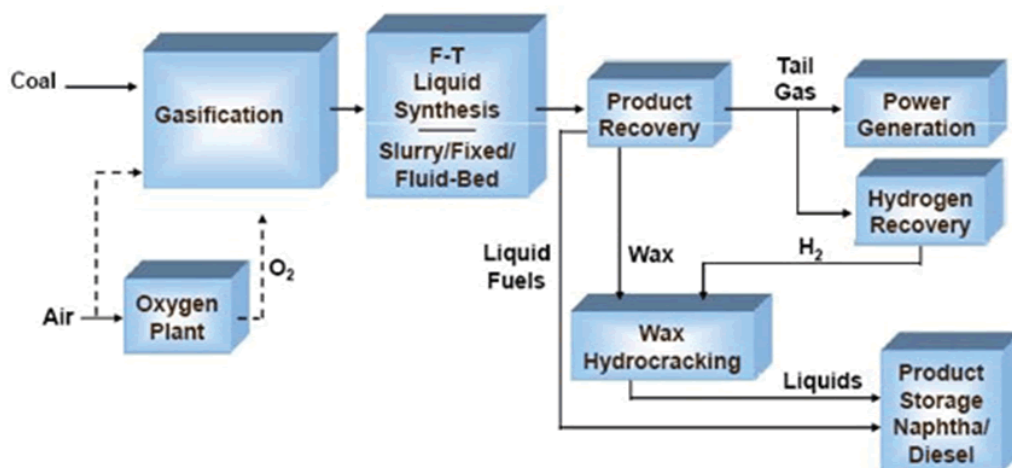 Coal
Gasification
F-T
Liquid
Synthesis
Slurry/Fixed/
Fluid-Bed
Product
Recovery
Tail
Gas
Power
Generation
Hydrogen
Recovery
Air
Oxygen
Plant
O₂
Liquid
Fuels
Wax
H₂
Wax
Hydrocracking
Liquids
Product
Storage
Naphtha/
Diesel